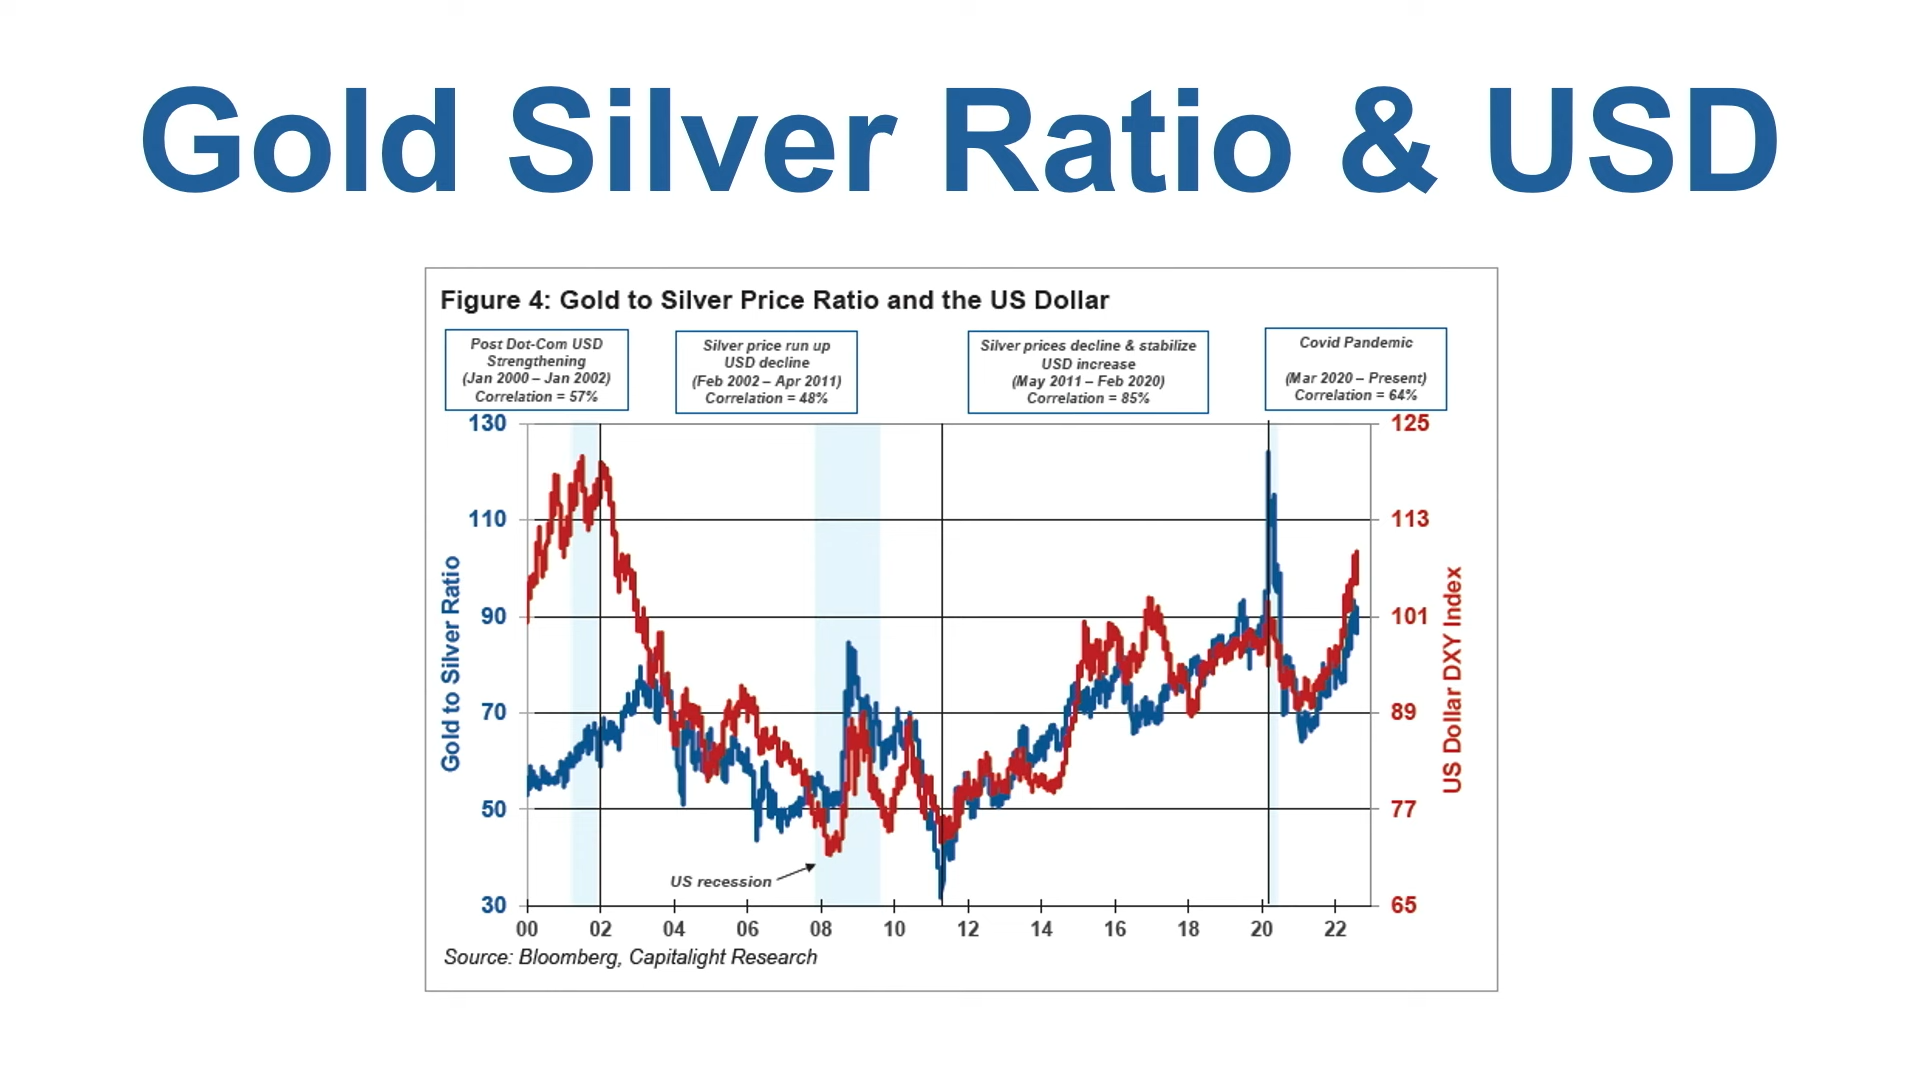 Gold Silver Ratio & USD
Figure 4: Gold to Silver Price Ratio and the US Dollar
Post Dot-Com USD
Strengthening
(Jan 2000 – Jan 2002)
Correlation = 57%
Silver price run up
USD decline
(Feb 2002 – Apr 2011)
Correlation = 48%
Silver prices decline & stabilize
USD increase
(May 2011 – Feb 2020)
Correlation = 85%
Covid Pandemic
(Mar 2020 – Present)
Correlation = 64%
Gold to Silver Ratio
130
110
90
70
50
30
US recession
125
113
101
89
77
65
US Dollar DXY Index
00 02 04 06 08 10 12 14 16 18 20 22
Source: Bloomberg, Capitalight Research